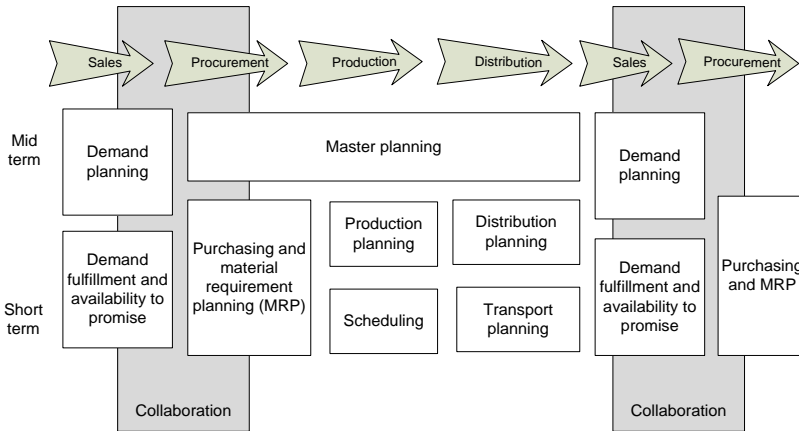 Sales
Procurement
Production
Distribution
Sales
Procurement
Mid
term
Demand
planning
Master planning
Demand
planning
Short
term
Demand
fulfillment and
availability to
promise
Purchasing and
material
requirement
planning (MRP)
Production
planning
Distribution
planning
Scheduling
Transport
planning
Demand
fulfillment and
availability to
promise
Purchasing
and MRP
Collaboration
Collaboration